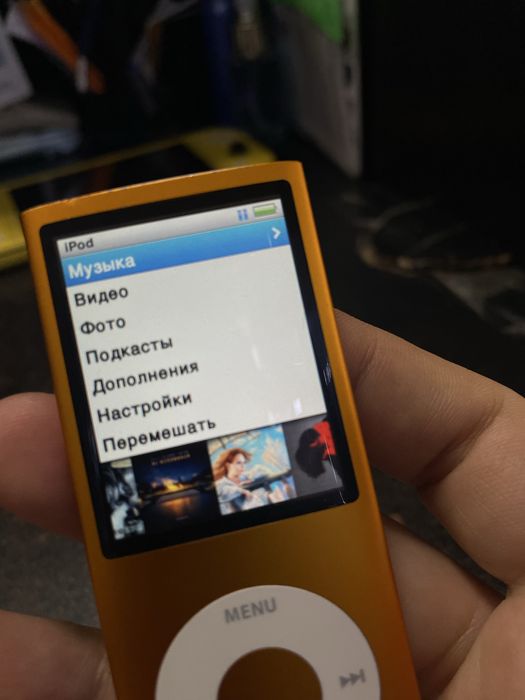 iPod
Музыка
Видео
Фото
Подкасты
Дополнения
Настройки
Перемешать
MENU